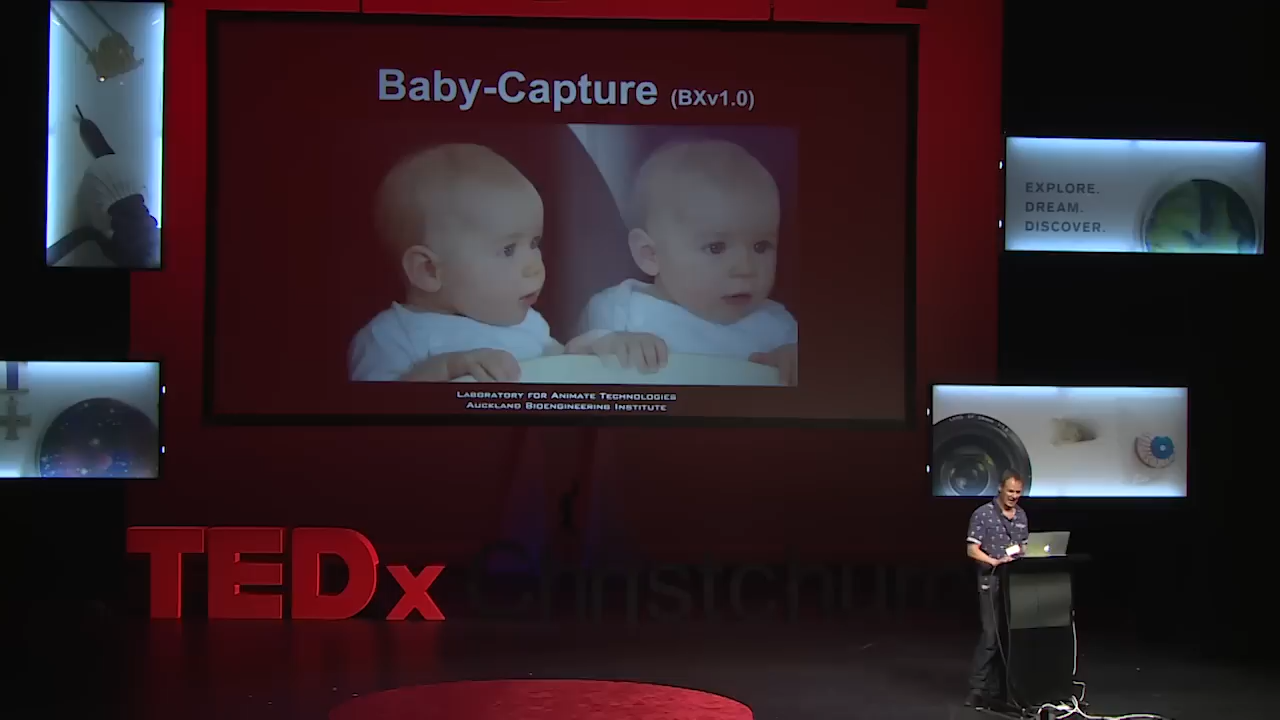 Baby-Capture (BXv1.0)
LABORATORY FOR ANIMATE TECHNOLOGIES
AUCKLAND BIOENGINEERING INSTITUTE
EXPLORE.
DREAM.
DISCOVER.
TEDx